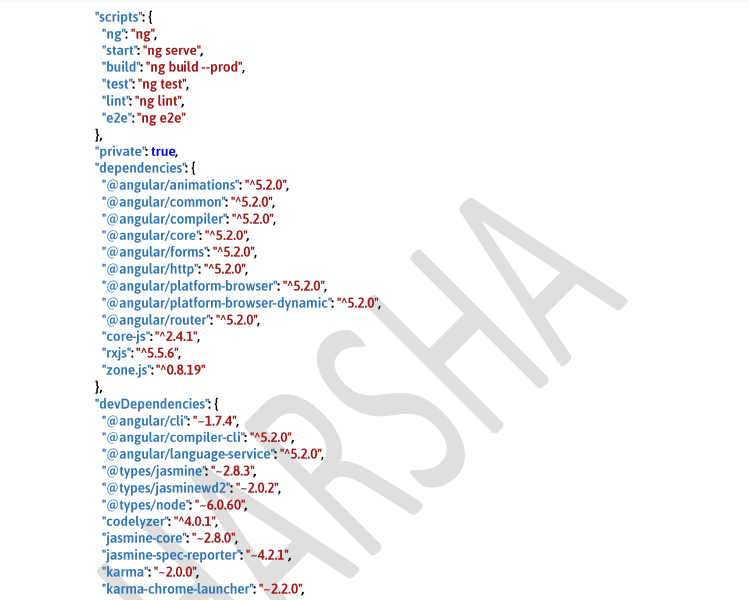 "scripts": {
"ng": "ng",
"start": "ng serve",
"build": "ng build --prod",
"test": "ng test",
"lint": "ng lint",
"e2e": "ng e2e"
},
"private": true,
"dependencies": {
"@angular/animations": "^5.2.0",
"@angular/common": "^5.2.0",
"@angular/compiler": "^5.2.0",
"@angular/core": "^5.2.0",
"@angular/forms": "^5.2.0",
"@angular/http": "^5.2.0",
"@angular/platform-browser": "^5.2.0",
"@angular/platform-browser-dynamic": "^5.2.0",
"@angular/router": "^5.2.0",
"core-js": "^2.4.1",
"rxjs": "^5.5.6",
"zone.js": "^0.8.19"
},
"devDependencies": {
"@angular/cli": "~1.7.4",
"@angular/compiler-cli": "^5.2.0",
"@angular/language-service": "^5.2.0",
"@types/jasmine": "~2.8.3",
"@types/jasminewd2": "~2.0.2",
"@types/node": "~6.0.60",
"codelyzer": "^4.0.1",
"jasmine-core": "~2.8.0",
"jasmine-spec-reporter": "~4.2.1",
"karma": "~2.0.0",
"karma-chrome-launcher": "~2.2.0",
HARSHA